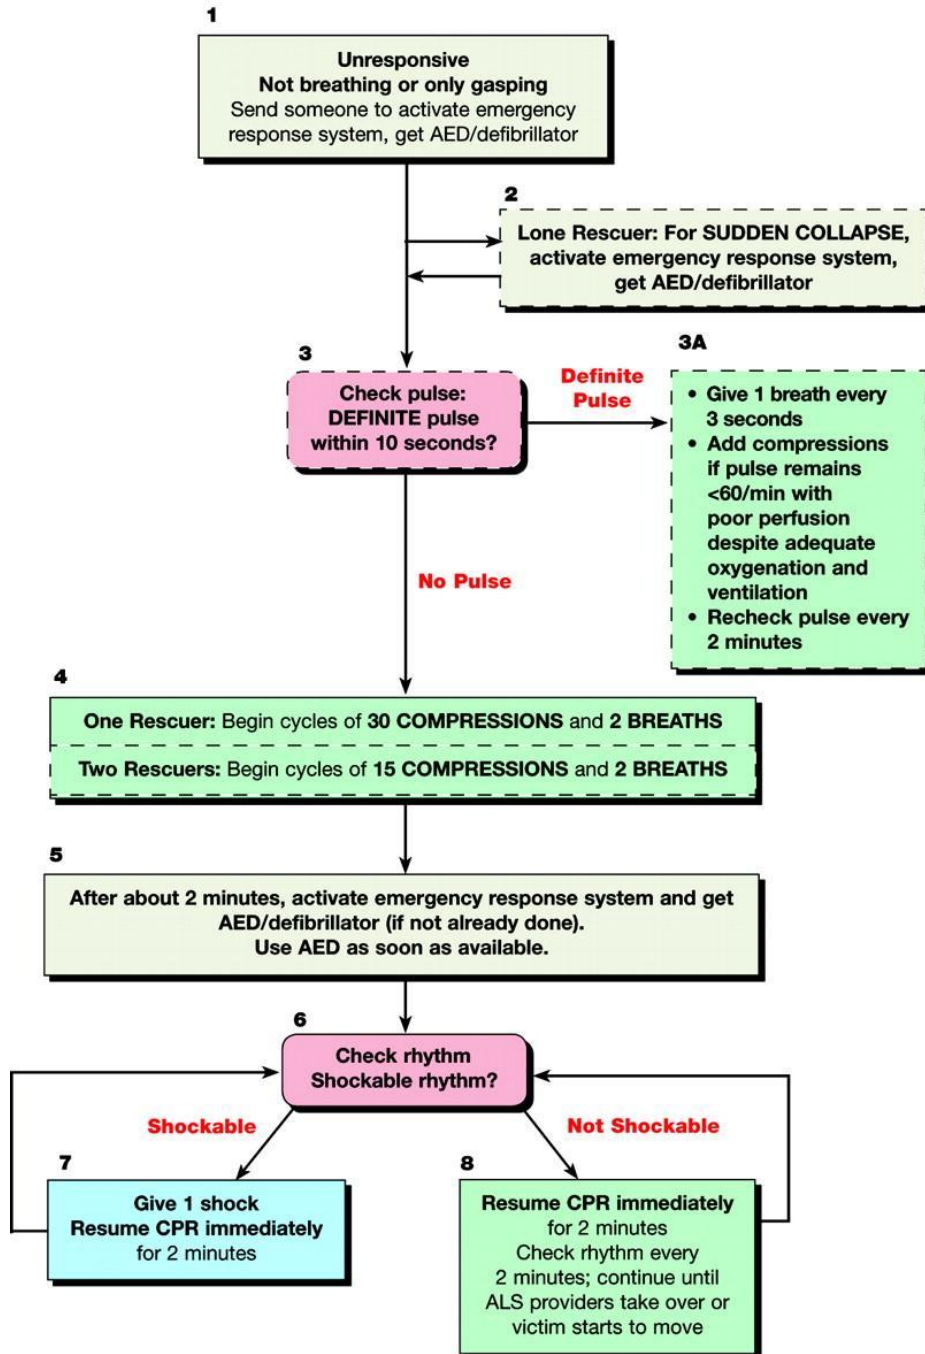 1
Unresponsive
Not breathing or only gasping
Send someone to activate emergency
response system, get AED/defibrillator
2
Lone Rescuer: For SUDDEN COLLAPSE,
activate emergency response system,
get AED/defibrillator
3
Check pulse:
DEFINITE pulse
within 10 seconds?
Definite
Pulse
3A
• Give 1 breath every
3 seconds
• Add compressions
if pulse remains
<60/min with
poor perfusion
despite adequate
oxygenation and
ventilation
• Recheck pulse every
2 minutes
No Pulse
4
One Rescuer: Begin cycles of 30 COMPRESSIONS and 2 BREATHS
Two Rescuers: Begin cycles of 15 COMPRESSIONS and 2 BREATHS
5
After about 2 minutes, activate emergency response system and get
AED/defibrillator (if not already done).
Use AED as soon as available.
6
Check rhythm
Shockable rhythm?
Shockable
Not Shockable
7
Give 1 shock
Resume CPR immediately
for 2 minutes
8
Resume CPR immediately
for 2 minutes
Check rhythm every
2 minutes; continue until
ALS providers take over or
victim starts to move